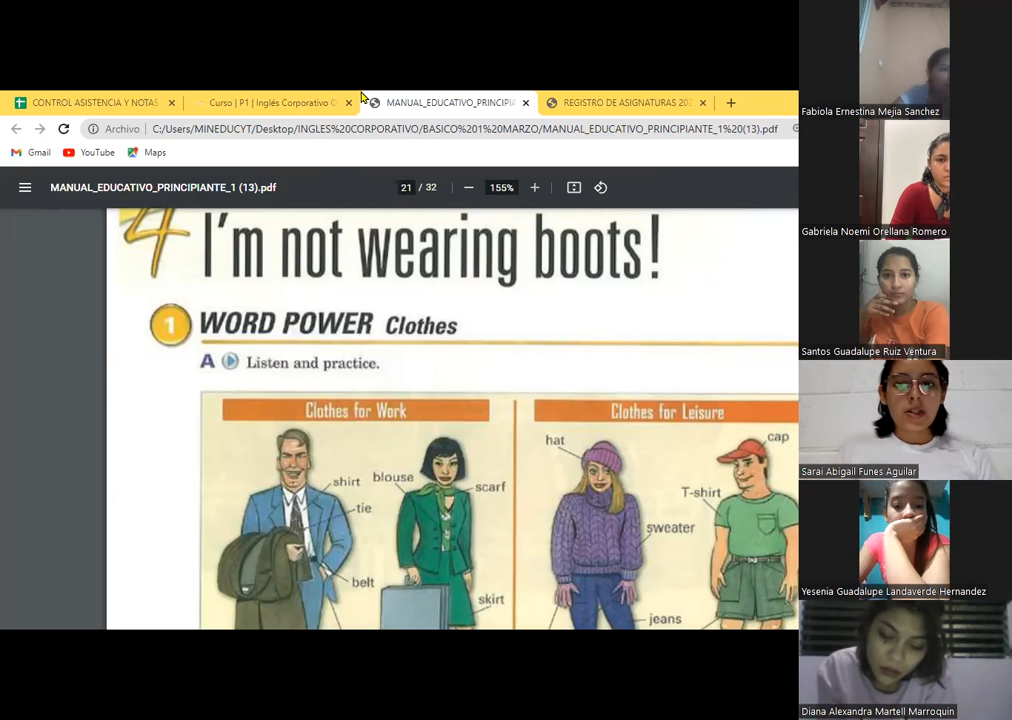 Fabiola Ernestina Mejia Sanchez
CONTROL ASISTENCIA Y NOTAS
Curso | P1 | Inglés Corporativo
MANUAL_EDUCATIVO_PRINCIPIA
REGISTRO DE ASIGNATURAS 202
Archivo
C:/Users/MINEDUCYT/Desktop/INGLES%20CORPORATIVO/BASICO%201%20MARZO/MANUAL_EDUCATIVO_PRINCIPIANTE_1%20(13).pdf
Gmail
YouTube
Maps
MANUAL_EDUCATIVO_PRINCIPIANTE_1 (13).pdf
21 / 32
155%
Gabriela Noemi Orellana Romero
4 I'm not wearing boots!
1 WORD POWER Clothes
A Listen and practice.
Santos Guadalupe Ruiz Ventura
Clothes for Work
Clothes for Leisure
hat
cap
shirt
blouse
scarf
T-shirt
tie
sweater
belt
skirt
jeans
Sarai Abigail Funes Aguilar
Yesenia Guadalupe Landaverde Hernandez
Diana Alexandra Martell Marroquin